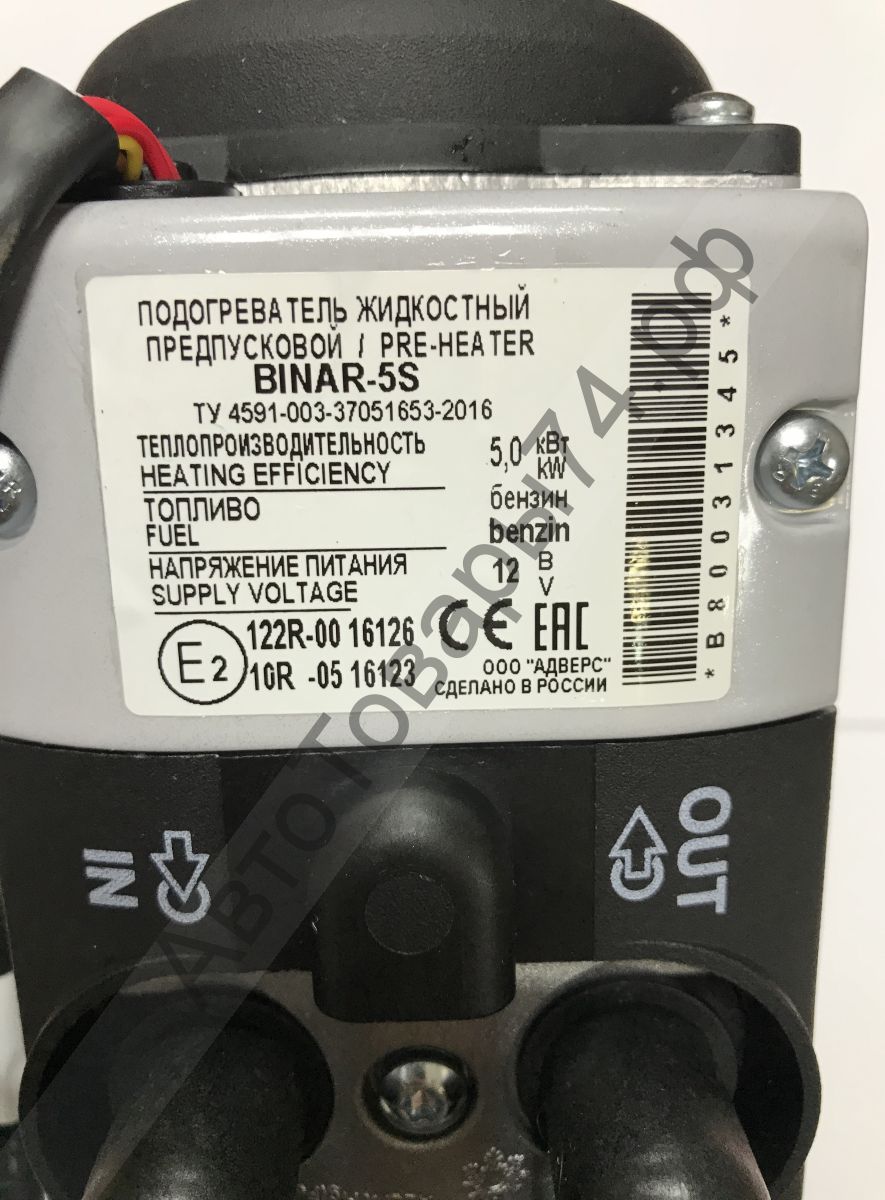 ПОДОГРЕВАТЕЛЬ ЖИДКОСТНЫЙ
ПРЕДПУСКОВОЙ / PRE-HEATER
BINAR-5S
ТУ 4591-003-37051653-2016
ТЕПЛОПРОИЗВОДИТЕЛЬНОСТЬ 5,0 кВт
HEATING EFFICIENCY kW
ТОПЛИВО бензин
FUEL benzin
НАПРЯЖЕНИЕ ПИТАНИЯ 12 В
SUPPLY VOLTAGE V
E2 122R-00 16126 CE EAC
10R -05 16123 ООО "АДВЕРС"
СДЕЛАНО В РОССИИ
*B80031345*
IN
OUT
АвтоТовары74.рф